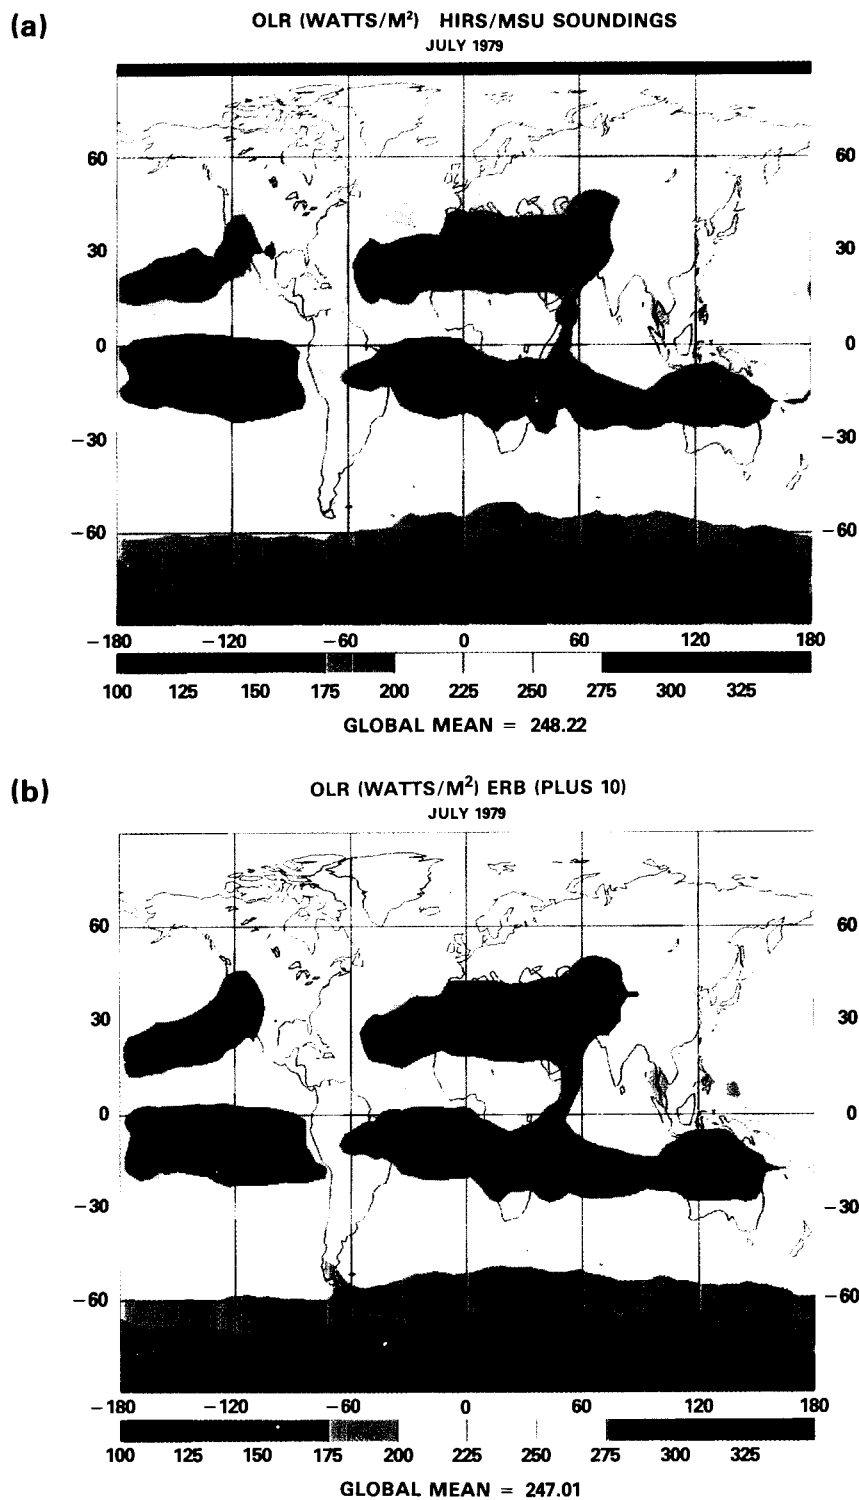 (a)
OLR (WATTS/M²) HIRS/MSU SOUNDINGS
JULY 1979
60 60
30 30
0 0
−30 −30
−60 −60
−180 −120 −60 0 60 120 180
100 125 150 175 200 225 250 275 300 325
GLOBAL MEAN = 248.22
(b)
OLR (WATTS/M²) ERB (PLUS 10)
JULY 1979
60 60
30 30
0 0
−30 −30
−60 −60
−180 −120 −60 0 60 120 180
100 125 150 175 200 225 250 275 300 325
GLOBAL MEAN = 247.01